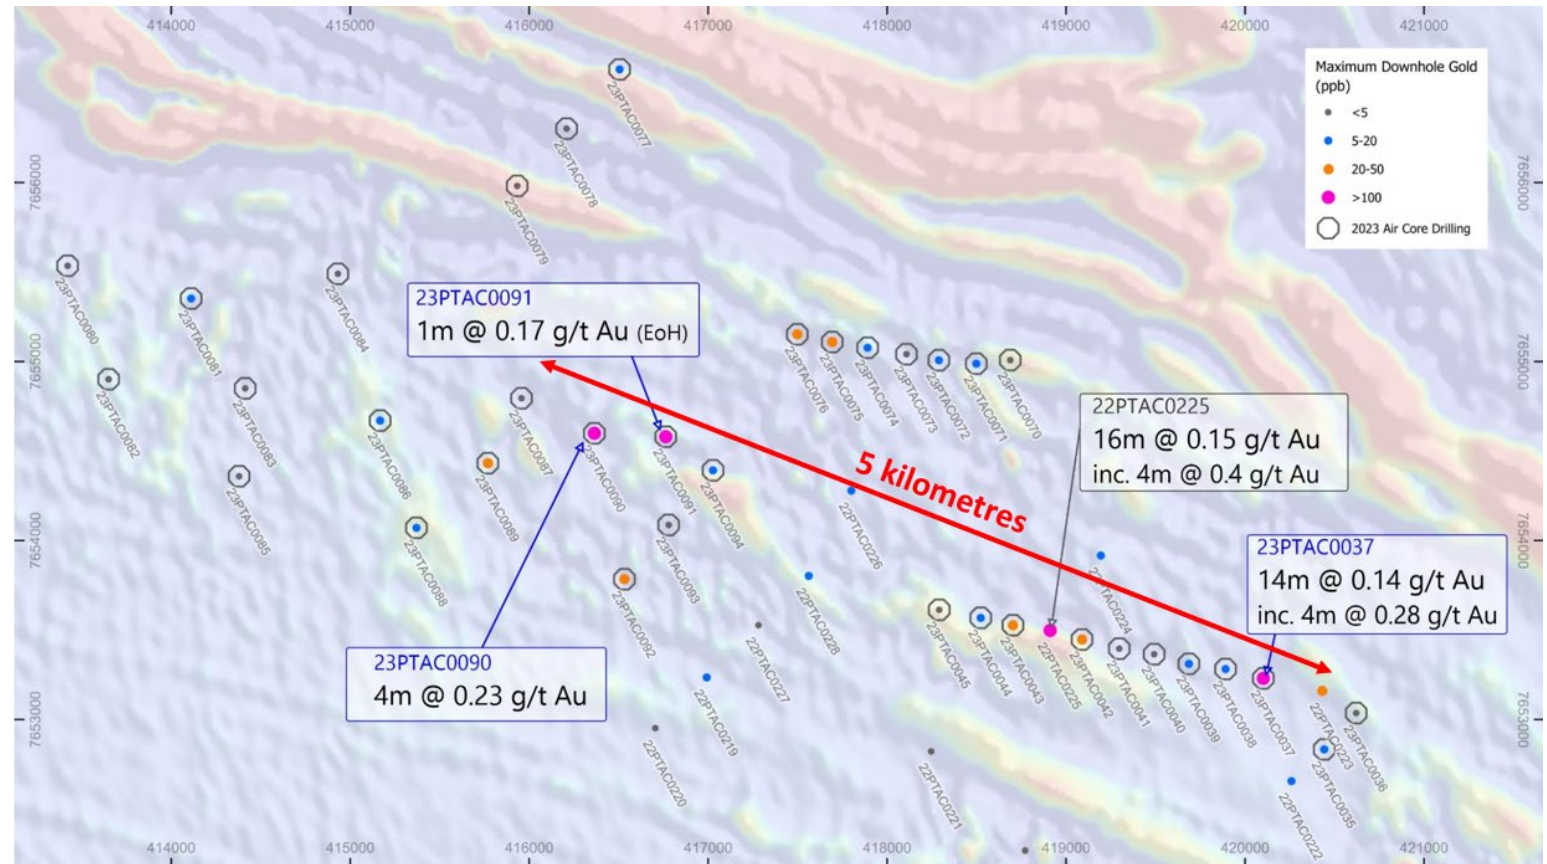 414000
415000
416000
417000
418000
419000
420000
421000
Maximum Downhole Gold
(ppb)
<5
5-20
20-50
>100
2023 Air Core Drilling
7656000
7656000
7655000
7655000
7654000
7654000
7653000
7653000
23PTAC0077
23PTAC0078
23PTAC0079
23PTAC0080
23PTAC0081
23PTAC0084
23PTAC0082
23PTAC0083
23PTAC0085
23PTAC0086
23PTAC0088
23PTAC0087
23PTAC0089
23PTAC0090
23PTAC0091
23PTAC0094
23PTAC0093
23PTAC0092
23PTAC0091
1m @ 0.17 g/t Au (EoH)
23PTAC0076
23PTAC0075
23PTAC0074
23PTAC0073
23PTAC0072
23PTAC0071
23PTAC0070
5 kilometres
22PTAC0225
16m @ 0.15 g/t Au
inc. 4m @ 0.4 g/t Au
23PTAC0037
14m @ 0.14 g/t Au
inc. 4m @ 0.28 g/t Au
23PTAC0090
4m @ 0.23 g/t Au
22PTAC0226
22PTAC0228
22PTAC0227
22PTAC0219
22PTAC0220
22PTAC0221
22PTAC0224
23PTAC0045
23PTAC0044
23PTAC0043
22PTAC0225
23PTAC0042
23PTAC0041
23PTAC0040
23PTAC0039
23PTAC0038
23PTAC0037
22PTAC0223
23PTAC0036
23PTAC0035
22PTAC0222
414000
415000
416000
417000
418000
419000
420000
421000